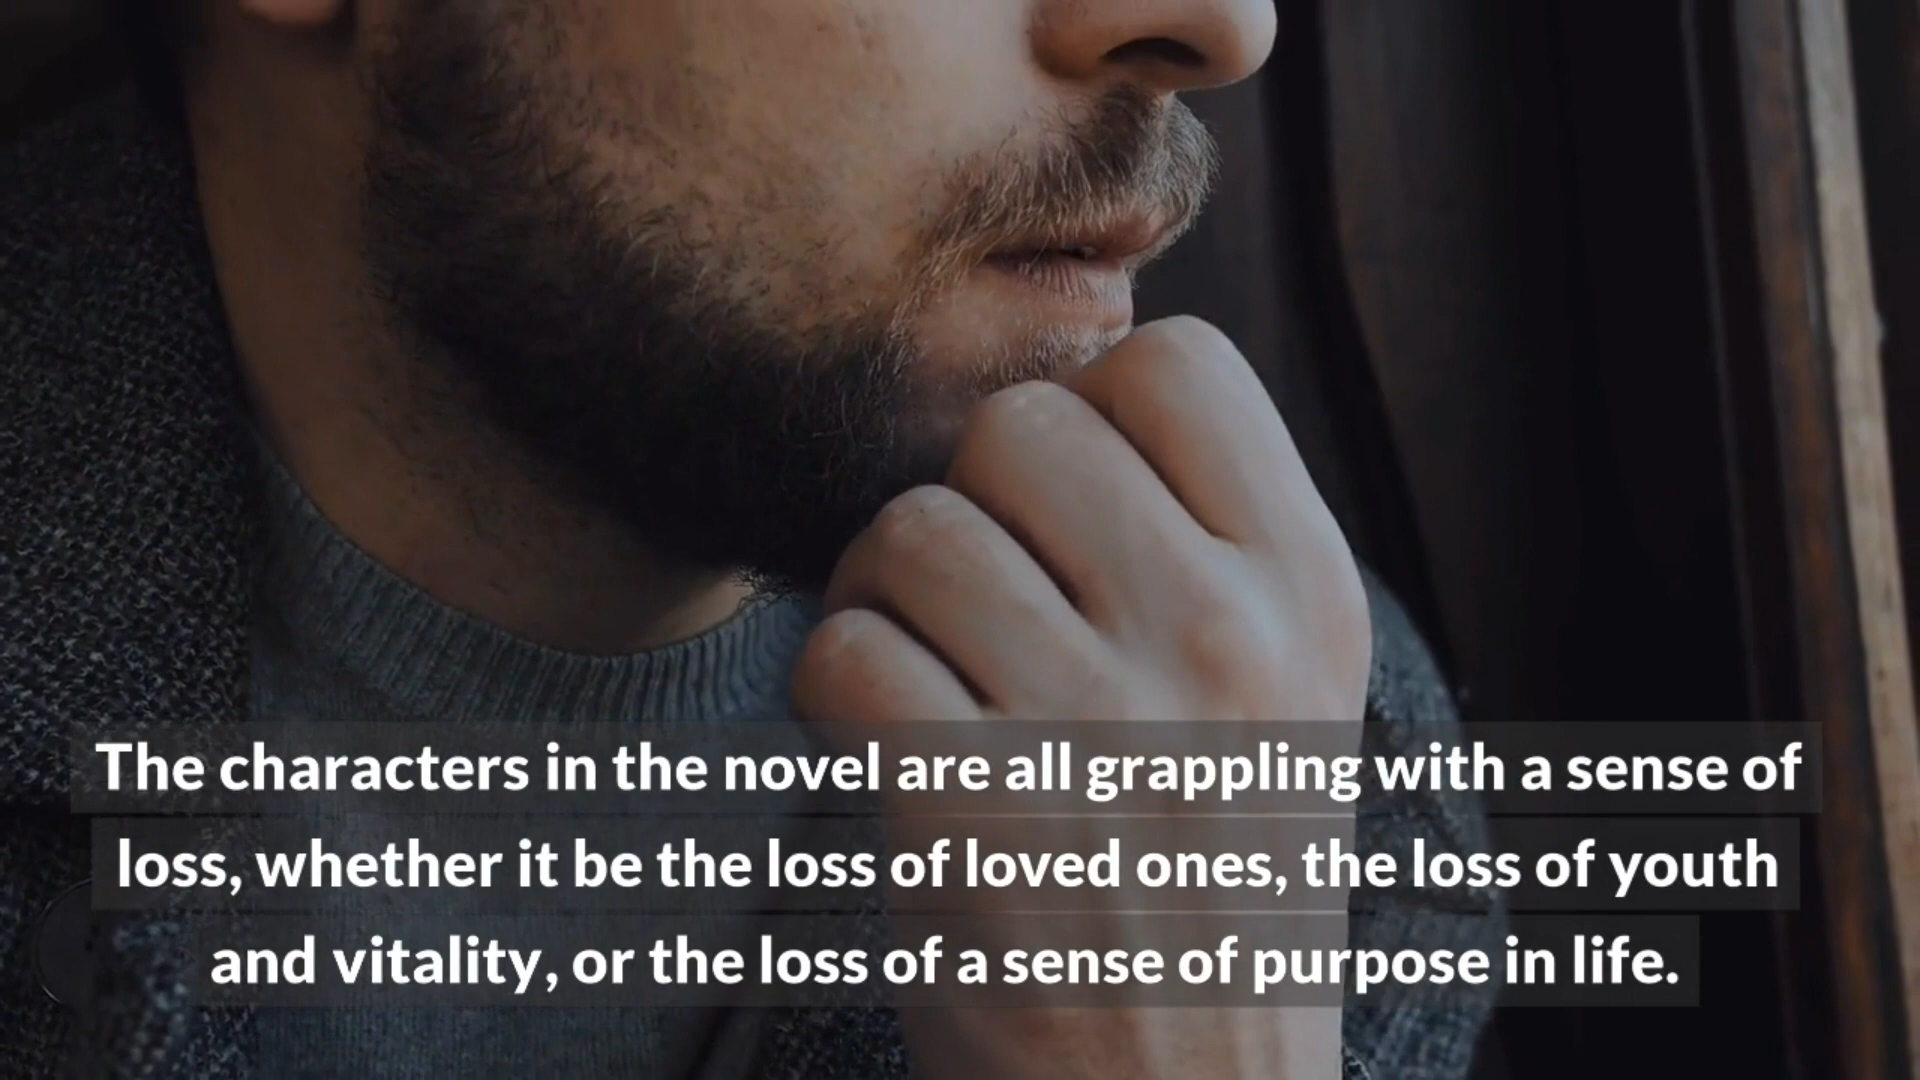 The characters in the novel are all grappling with a sense of
loss, whether it be the loss of loved ones, the loss of youth
and vitality, or the loss of a sense of purpose in life.